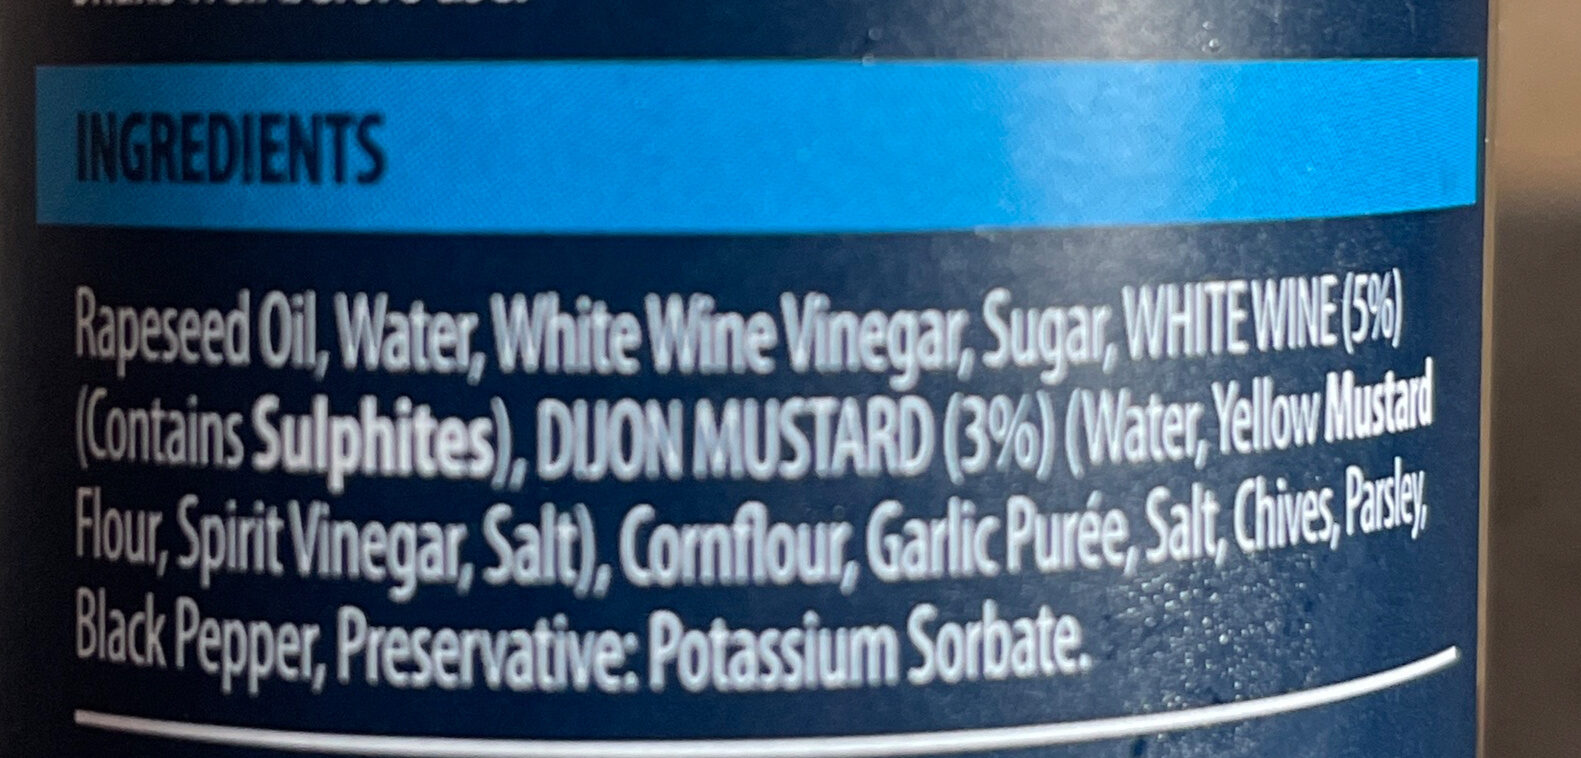 INGREDIENTS
Rapeseed Oil, Water, White Wine Vinegar, Sugar, WHITE WINE (5%)
(Contains Sulphites), DIJON MUSTARD (3%) (Water, Yellow Mustard
Flour, Spirit Vinegar, Salt), Cornflour, Garlic Purée, Salt, Chives, Parsley,
Black Pepper, Preservative: Potassium Sorbate.